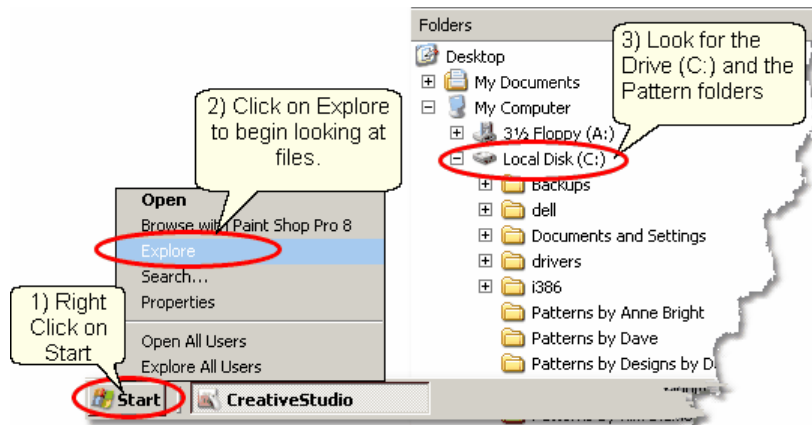 Folders
3) Look for the
Drive (C:) and the
Pattern folders
Desktop
My Documents
My Computer
3½ Floppy (A:)
Local Disk (C:)
Backups
dell
Documents and Settings
drivers
i386
Patterns by Anne Bright
Patterns by Dave
Patterns by Designs by D
2) Click on Explore
to begin looking at
files.
Open
Browse with Paint Shop Pro 8
Explore
Search...
Properties
Open All Users
Explore All Users
1) Right
Click on
Start
Start
CreativeStudio